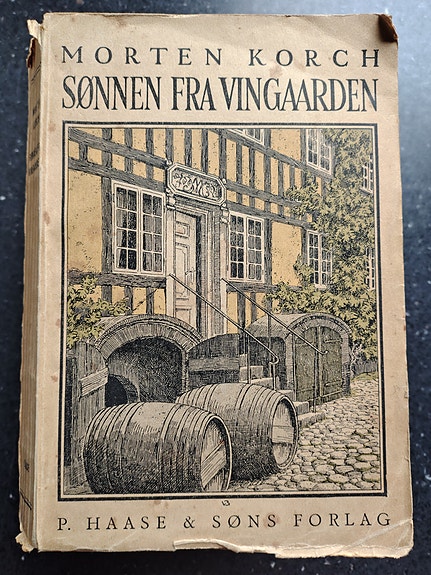 MORTEN KORCH
SØNNEN FRA VINGAARDEN
P. HAASE & SØNS FORLAG